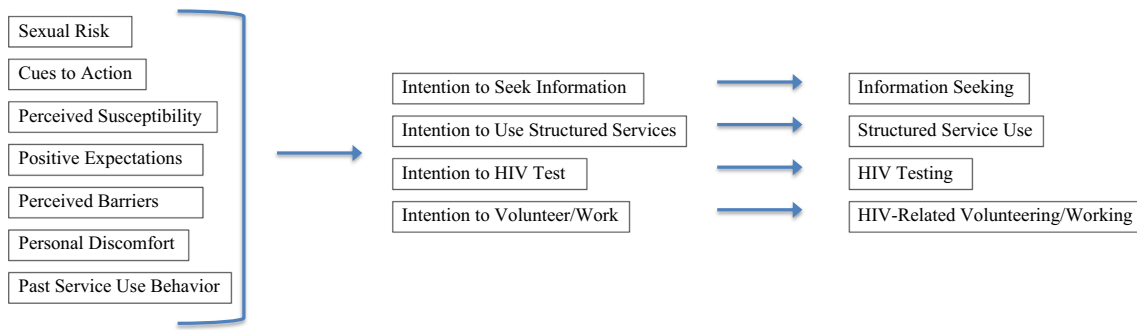 Sexual Risk
Cues to Action
Perceived Susceptibility
Positive Expectations
Perceived Barriers
Personal Discomfort
Past Service Use Behavior
Intention to Seek Information
Intention to Use Structured Services
Intention to HIV Test
Intention to Volunteer/Work
Information Seeking
Structured Service Use
HIV Testing
HIV-Related Volunteering/Working